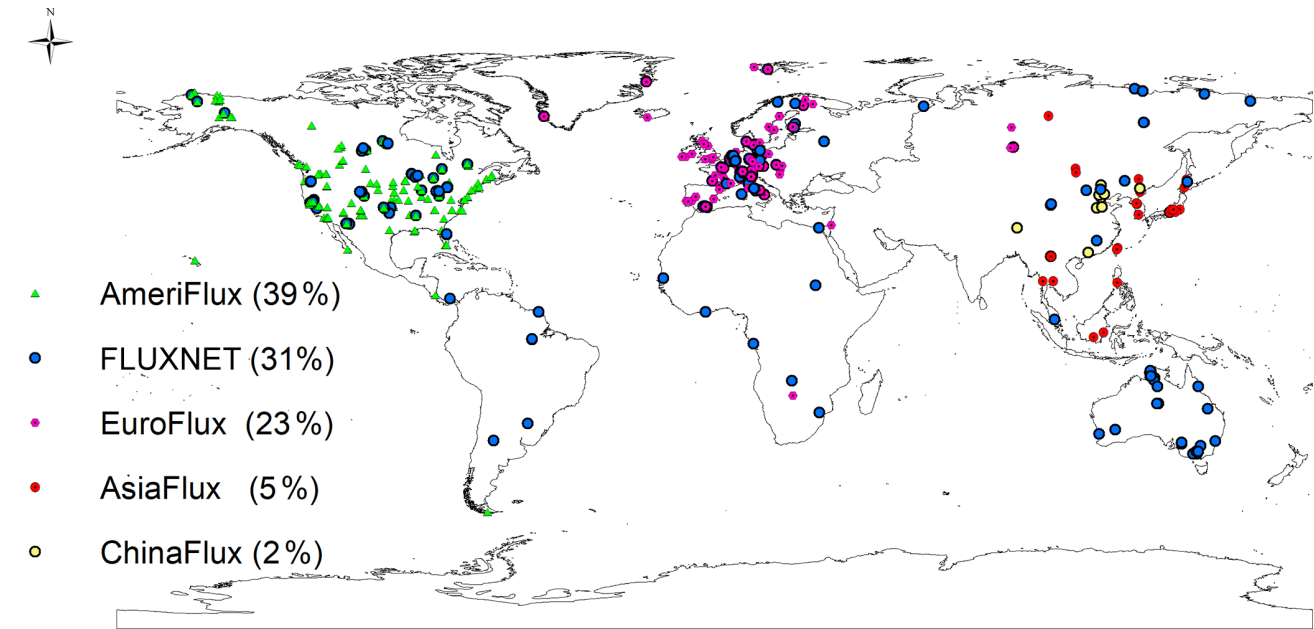 N
AmeriFlux (39%)
FLUXNET (31%)
EuroFlux (23%)
AsiaFlux (5%)
ChinaFlux (2%)